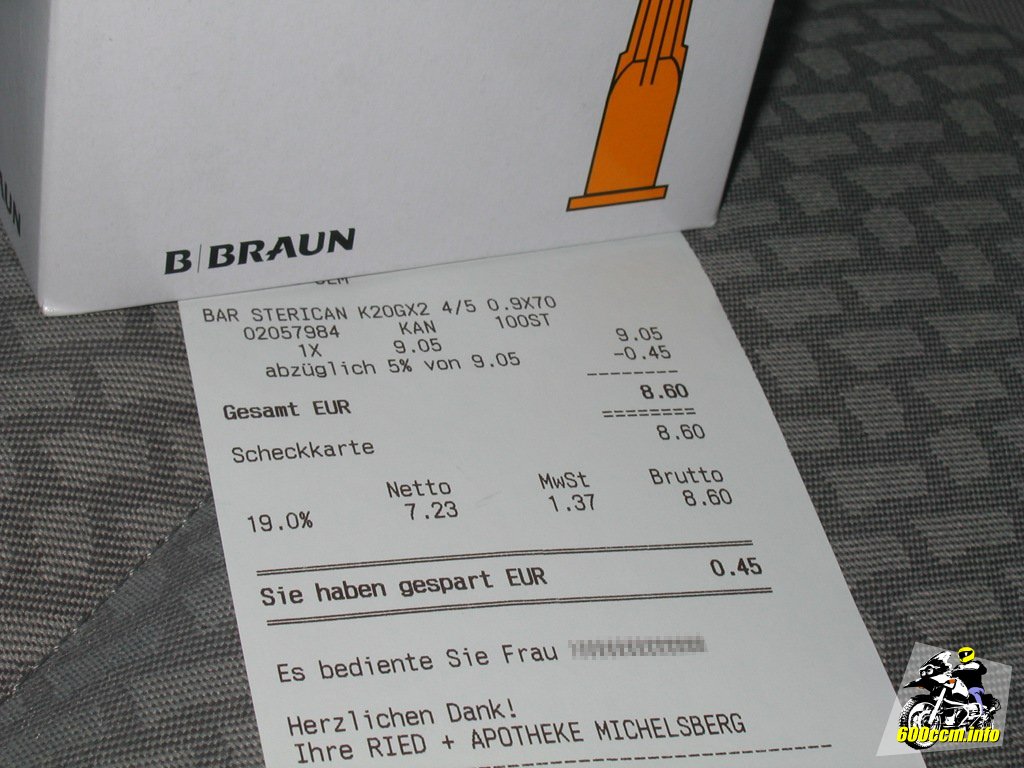 B BRAUN
BAR STERICAN K20GX2 4/5 0.9X70
02057984 KAN 100ST
1X 9.05 9.05
abzüglich 5% von 9.05 -0.45
--------
Gesamt EUR 8.60
========
Scheckkarte 8.60
Netto MwSt Brutto
19.0% 7.23 1.37 8.60
Sie haben gespart EUR 0.45
Es bediente Sie Frau
Herzlichen Dank!
Ihre RIED + APOTHEKE MICHELSBERG
600ccm.info